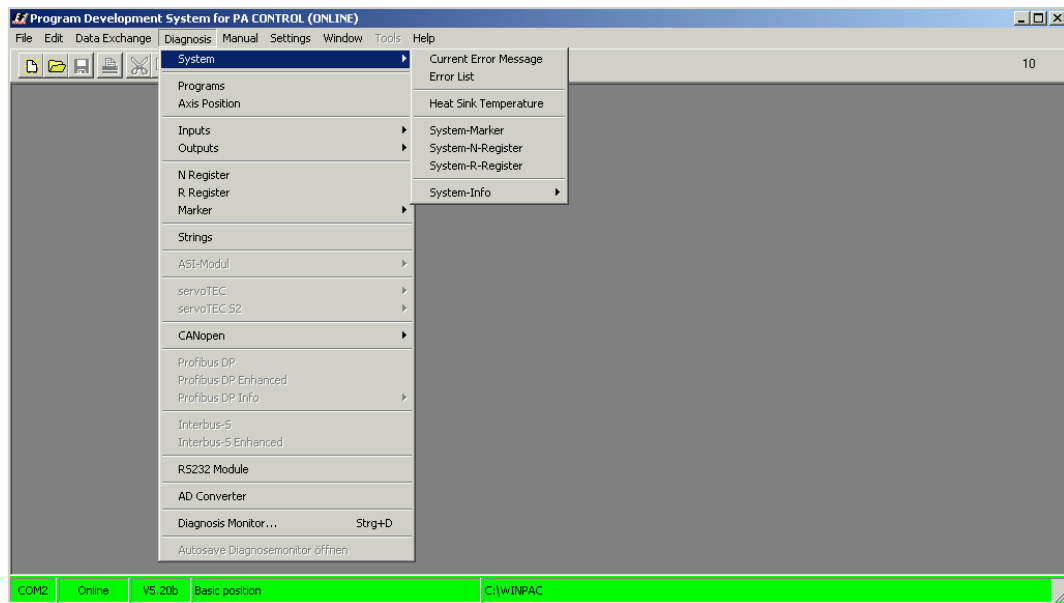 Program Development System for PA CONTROL (ONLINE)
File Edit Data Exchange Diagnosis Manual Settings Window Tools Help
10
System
Programs
Axis Position
Inputs
Outputs
N Register
R Register
Marker
Strings
ASI-Modul
servoTEC
servoTEC S2
CANopen
Profibus DP
Profibus DP Enhanced
Profibus DP Info
Interbus-S
Interbus-S Enhanced
RS232 Module
AD Converter
Diagnosis Monitor... Strg+D
Autosave Diagnosemonitor öffnen
Current Error Message
Error List
Heat Sink Temperature
System-Marker
System-N-Register
System-R-Register
System-Info
COM2 Online V5.20b Basic position C:\WINPAC